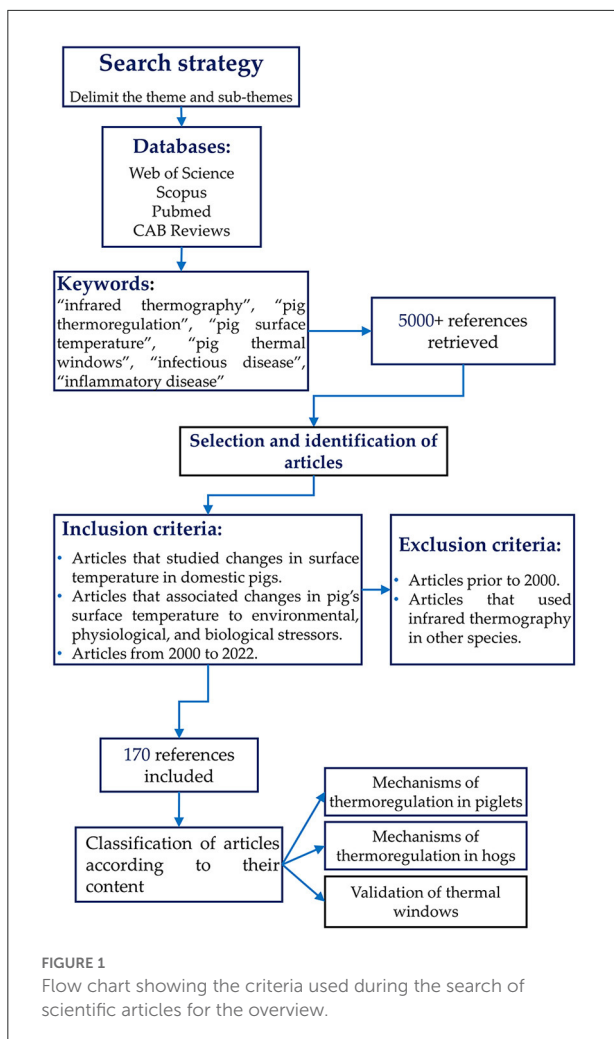 Search strategy
Delimit the theme and sub-themes
Databases:
Web of Science
Scopus
Pubmed
CAB Reviews
Keywords:
“infrared thermography”, “pig
thermoregulation”, “pig surface
temperature”, “pig thermal
windows”, “infectious disease”,
“inflammatory disease”
5000+ references
retrieved
Selection and identification of
articles
Inclusion criteria:
• Articles that studied changes in surface
temperature in domestic pigs.
• Articles that associated changes in pig’s
surface temperature to environmental,
physiological, and biological stressors.
• Articles from 2000 to 2022.
Exclusion criteria:
• Articles prior to 2000.
• Articles that used
infrared thermography
in other species.
170 references
included
Classification of articles
according to their
content
Mechanisms of
thermoregulation in piglets
Mechanisms of
thermoregulation in hogs
Validation of thermal
windows
FIGURE 1
Flow chart showing the criteria used during the search of
scientific articles for the overview.